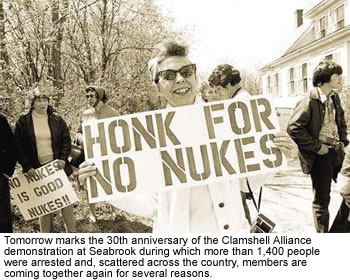 HONK FOR
NO NUKES
NO NUKES
IS GOOD
NUKES!!
Tomorrow marks the 30th anniversary of the Clamshell Alliance
demonstration at Seabrook during which more than 1,400 people
were arrested and, scattered across the country, members are
coming together again for several reasons.